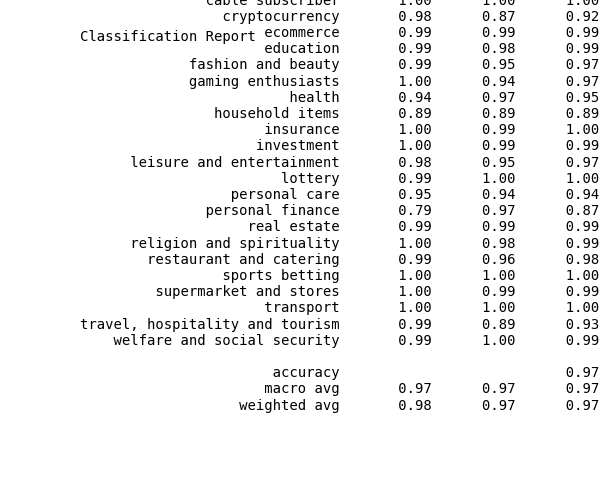 cable subscriber 1.00 1.00 1.00
cryptocurrency 0.98 0.87 0.92
Classification Report
ecommerce 0.99 0.99 0.99
education 0.99 0.98 0.99
fashion and beauty 0.99 0.95 0.97
gaming enthusiasts 1.00 0.94 0.97
health 0.94 0.97 0.95
household items 0.89 0.89 0.89
insurance 1.00 0.99 1.00
investment 1.00 0.99 0.99
leisure and entertainment 0.98 0.95 0.97
lottery 0.99 1.00 1.00
personal care 0.95 0.94 0.94
personal finance 0.79 0.97 0.87
real estate 0.99 0.99 0.99
religion and spirituality 1.00 0.98 0.99
restaurant and catering 0.99 0.96 0.98
sports betting 1.00 1.00 1.00
supermarket and stores 1.00 0.99 0.99
transport 1.00 1.00 1.00
travel, hospitality and tourism 0.99 0.89 0.93
welfare and social security 0.99 1.00 0.99
accuracy 0.97
macro avg 0.97 0.97 0.97
weighted avg 0.98 0.97 0.97